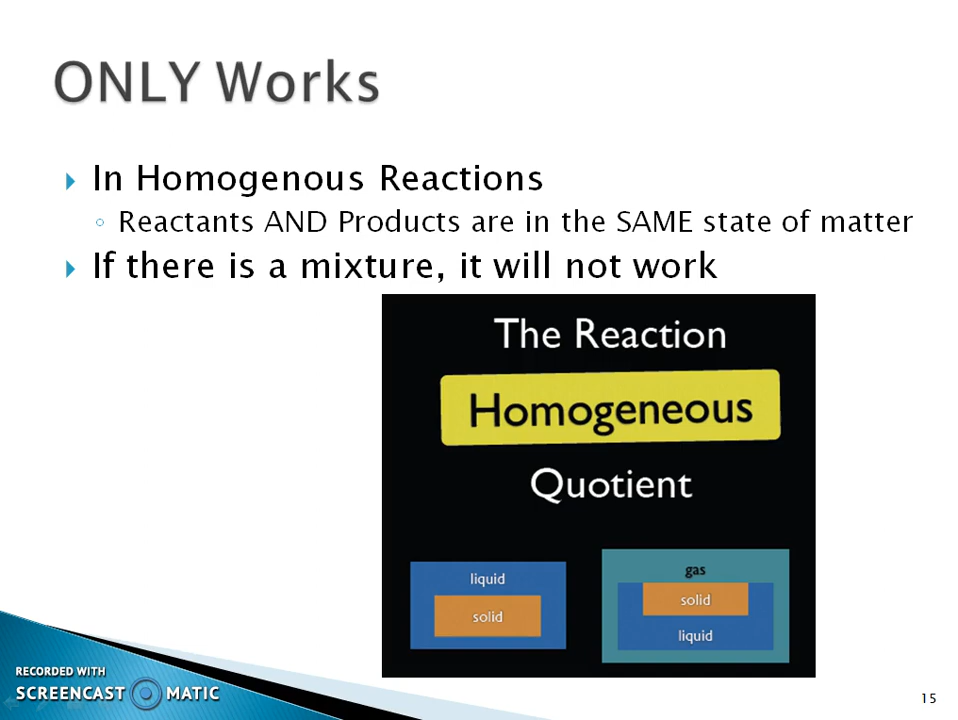 ONLY Works
In Homogenous Reactions
Reactants AND Products are in the SAME state of matter
If there is a mixture, it will not work
The Reaction
Homogeneous
Quotient
liquid
solid
gas
solid
liquid
RECORDED WITH
SCREENCAST MATIC
15